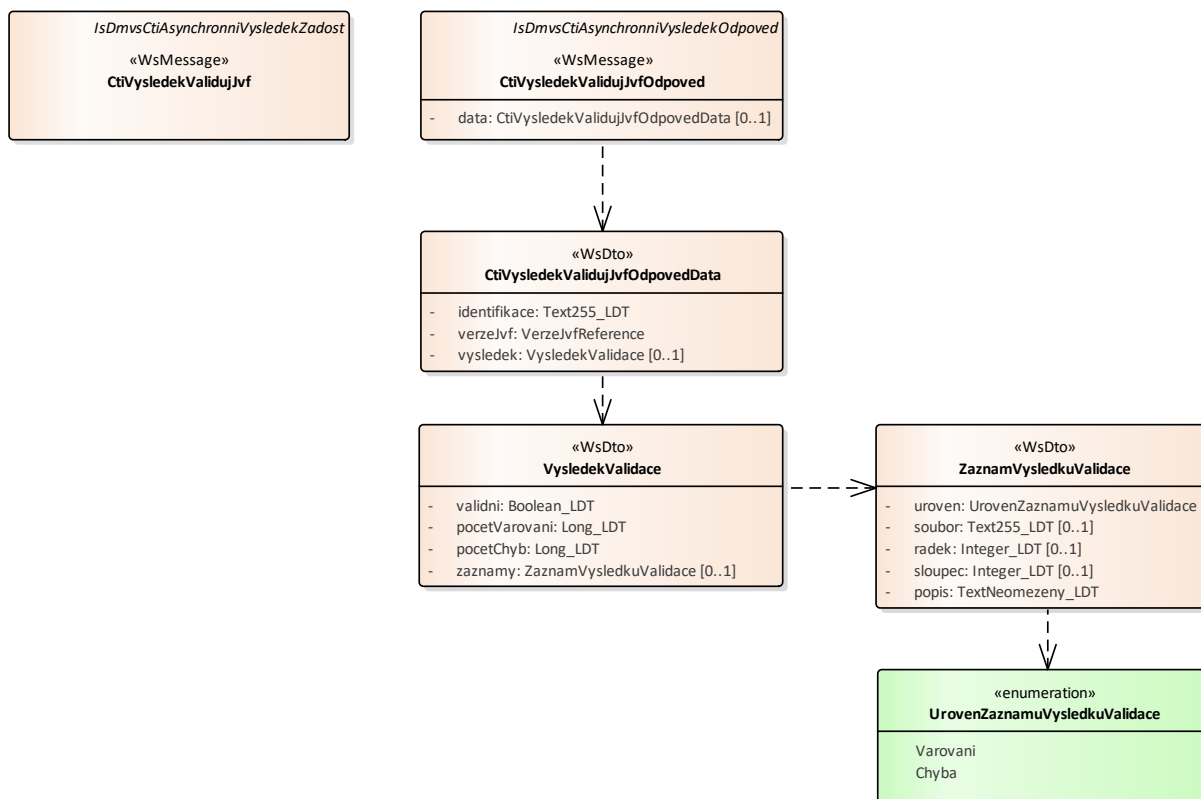 IsDmvsCtiAsynchronniVysledekZadost
«WsMessage»
CtiVysledekValidujJvf
IsDmvsCtiAsynchronniVysledekOdpoved
«WsMessage»
CtiVysledekValidujJvfOdpoved
- data: CtiVysledekValidujJvfOdpovedData [0..1]
«WsDto»
CtiVysledekValidujJvfOdpovedData
- identifikace: Text255_LDT
- verzeJvf: VerzeJvfReference
- vysledek: VysledekValidace [0..1]
«WsDto»
VysledekValidace
- validni: Boolean_LDT
- pocetVarovani: Long_LDT
- pocetChyb: Long_LDT
- zaznamy: ZaznamVysledkuValidace [0..1]
«WsDto»
ZaznamVysledkuValidace
- uroven: UrovenZaznamuVysledkuValidace
- soubor: Text255_LDT [0..1]
- radek: Integer_LDT [0..1]
- sloupec: Integer_LDT [0..1]
- popis: TextNeomezeny_LDT
«enumeration»
UrovenZaznamuVysledkuValidace
Varovani
Chyba